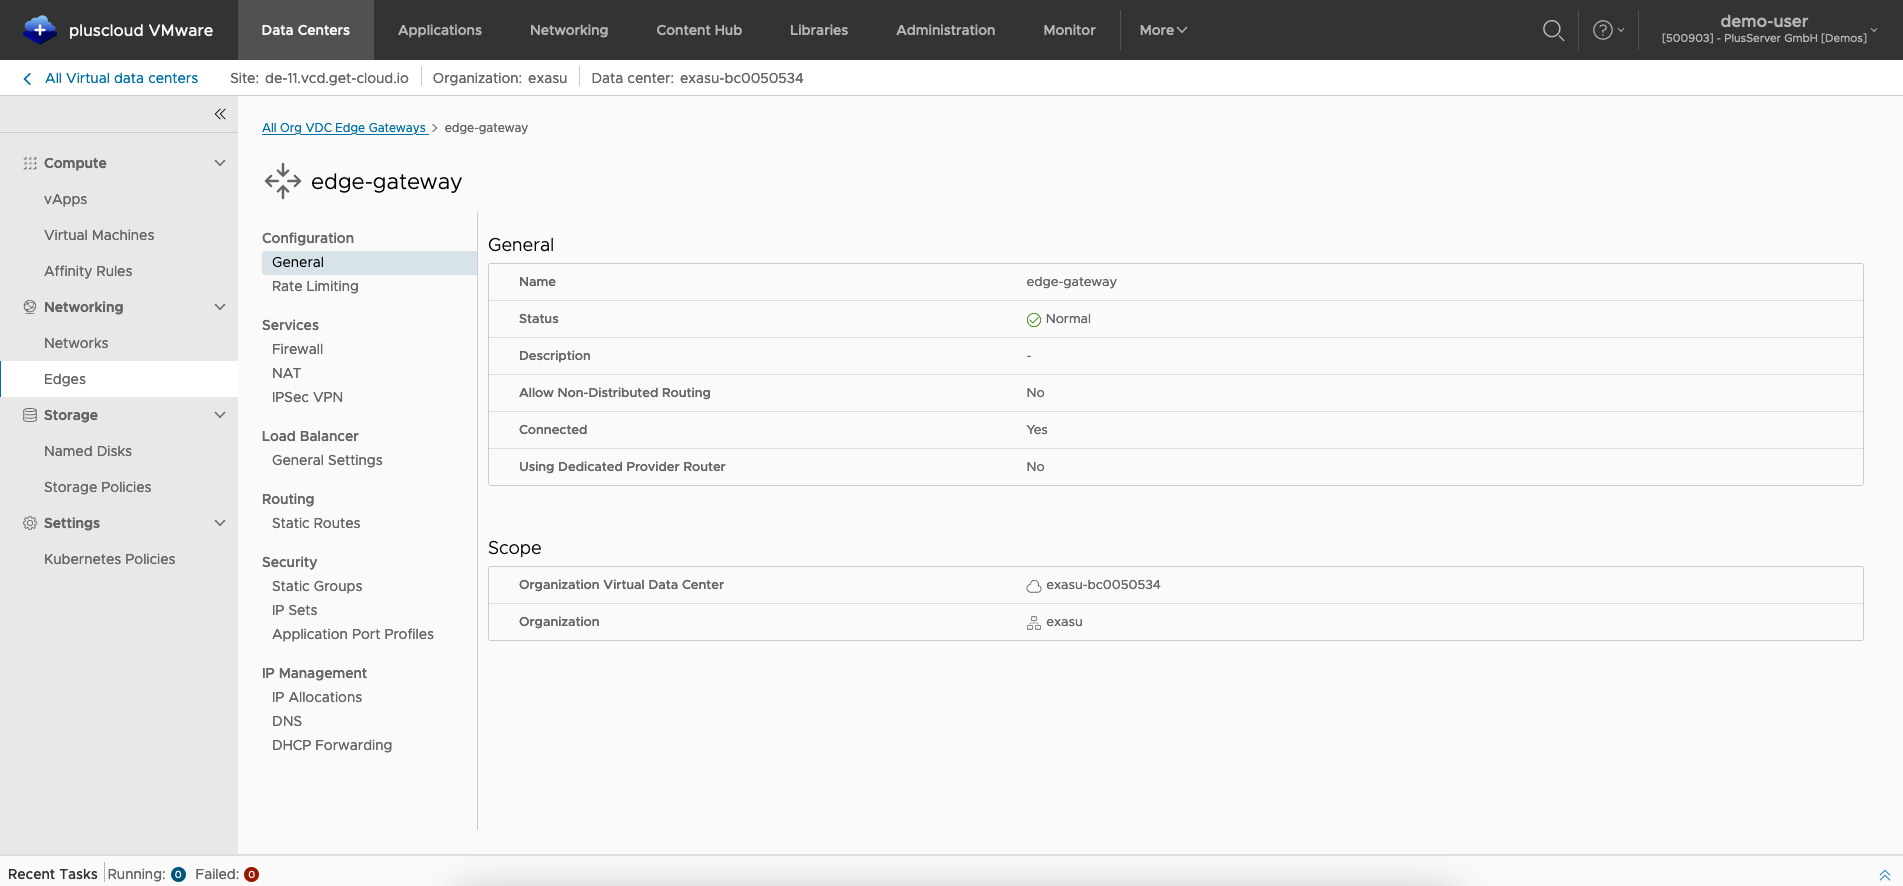 pluscloud VMware
Data Centers
Applications
Networking
Content Hub
Libraries
Administration
Monitor
More
demo-user
[500903] - PlusServer GmbH [Demos]
All Virtual data centers
Site: de-11.vcd.get-cloud.io
Organization: exasu
Data center: exasu-bc0050534
Compute
vApps
Virtual Machines
Affinity Rules
Networking
Networks
Edges
Storage
Named Disks
Storage Policies
Settings
Kubernetes Policies
All Org VDC Edge Gateways > edge-gateway
edge-gateway
Configuration
General
Rate Limiting
Services
Firewall
NAT
IPSec VPN
Load Balancer
General Settings
Routing
Static Routes
Security
Static Groups
IP Sets
Application Port Profiles
IP Management
IP Allocations
DNS
DHCP Forwarding
General
Name edge-gateway
Status Normal
Description -
Allow Non-Distributed Routing No
Connected Yes
Using Dedicated Provider Router No
Scope
Organization Virtual Data Center exasu-bc0050534
Organization exasu
Recent Tasks Running: 0 Failed: 0